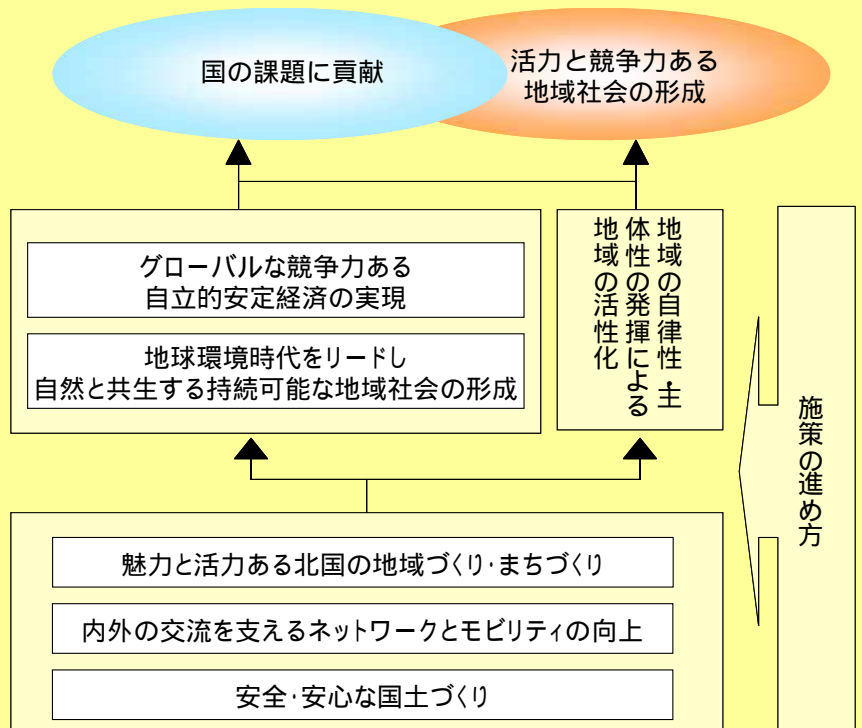 国の課題に貢献
活力と競争力ある
地域社会の形成
グローバルな競争力ある
自立的安定経済の実現
地球環境時代をリードし
自然と共生する持続可能な地域社会の形成
地域の自律性・主
体性の発揮による
地域の活性化
施策の進め方
魅力と活力ある北国の地域づくり・まちづくり
内外の交流を支えるネットワークとモビリティの向上
安全・安心な国土づくり